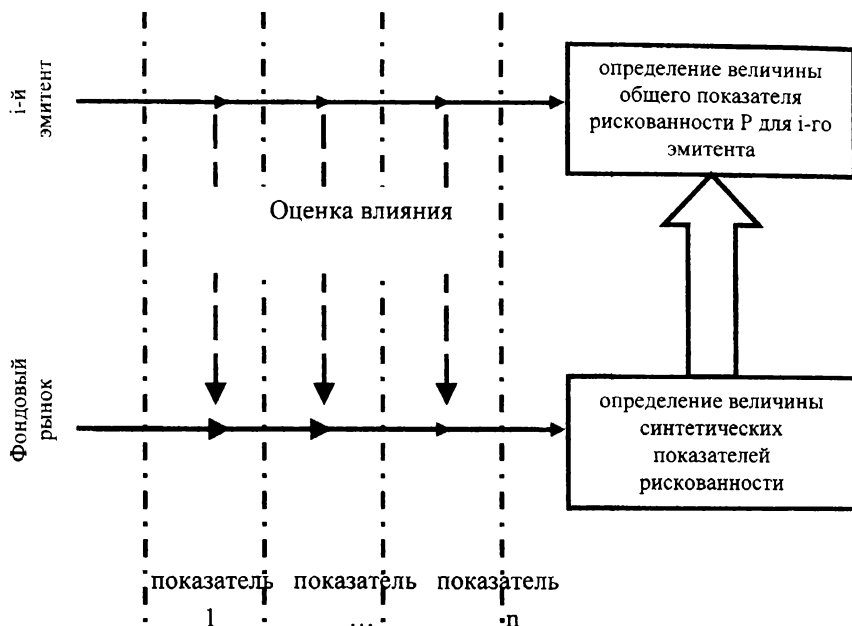 i-й
эмитент
определение величины
общего показателя
рискованности Р для i-го
эмитента
Оценка влияния
Фондовый
рынок
определение величины
синтетических
показателей
рискованности
показатель показатель показатель
1 ... n